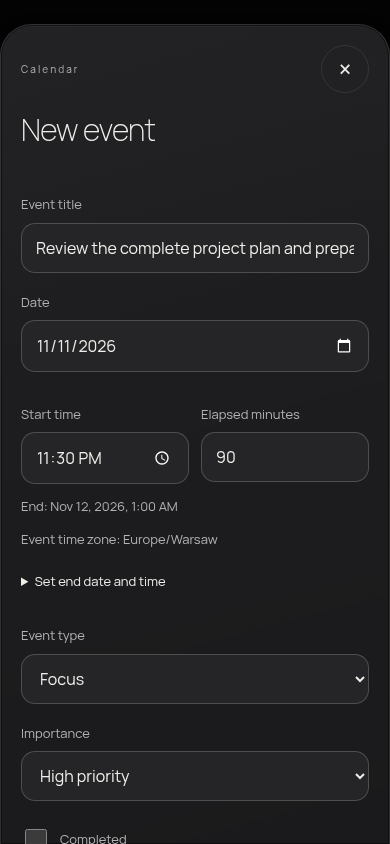 Calendar
New event
Event title
Review the complete project plan and prepa
Date
11/11/2026
Start time
Elapsed minutes
11:30 PM
90
End: Nov 12, 2026, 1:00 AM
Event time zone: Europe/Warsaw
Set end date and time
Event type
Focus
Importance
High priority
Completed